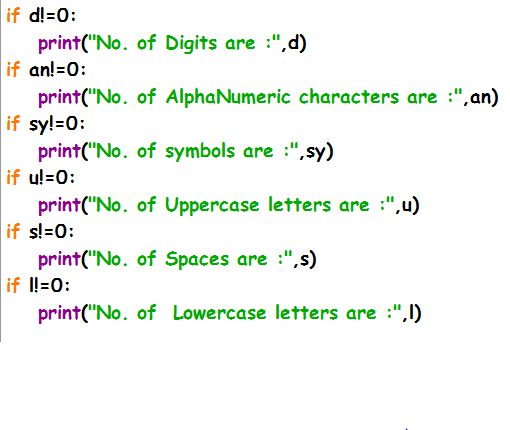 if d!=0:
    print("No. of Digits are :",d)
if an!=0:
    print("No. of AlphaNumeric characters are :",an)
if sy!=0:
    print("No. of symbols are :",sy)
if u!=0:
    print("No. of Uppercase letters are :",u)
if s!=0:
    print("No. of Spaces are :",s)
if l!=0:
    print("No. of  Lowercase letters are :",l)